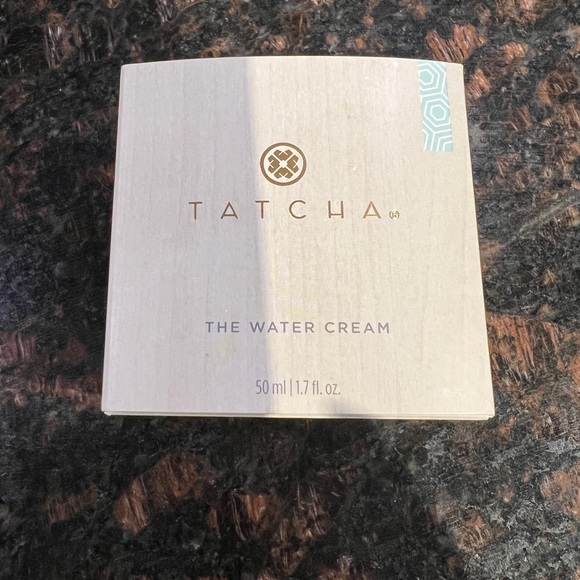 TATCHA
THE WATER CREAM
50 ml | 1.7 fl. oz.